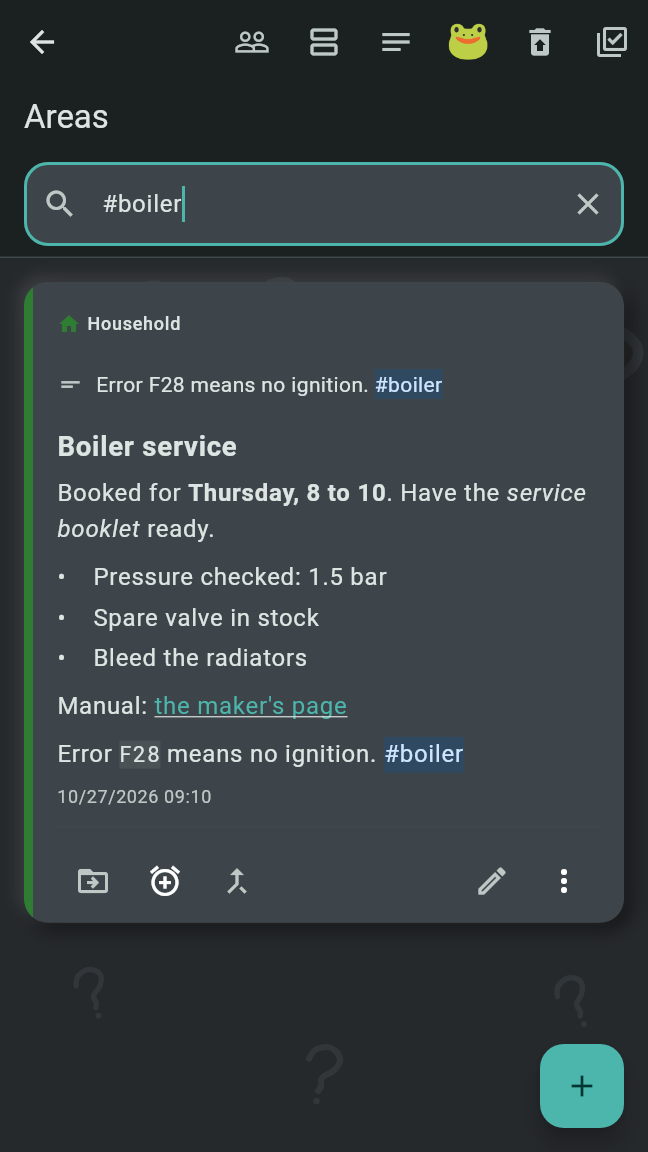 Areas
#boiler
Household
Error F28 means no ignition. #boiler
Boiler service
Booked for Thursday, 8 to 10. Have the service
booklet ready.
• Pressure checked: 1.5 bar
• Spare valve in stock
• Bleed the radiators
Manual: the maker's page
Error F28 means no ignition. #boiler
10/27/2026 09:10